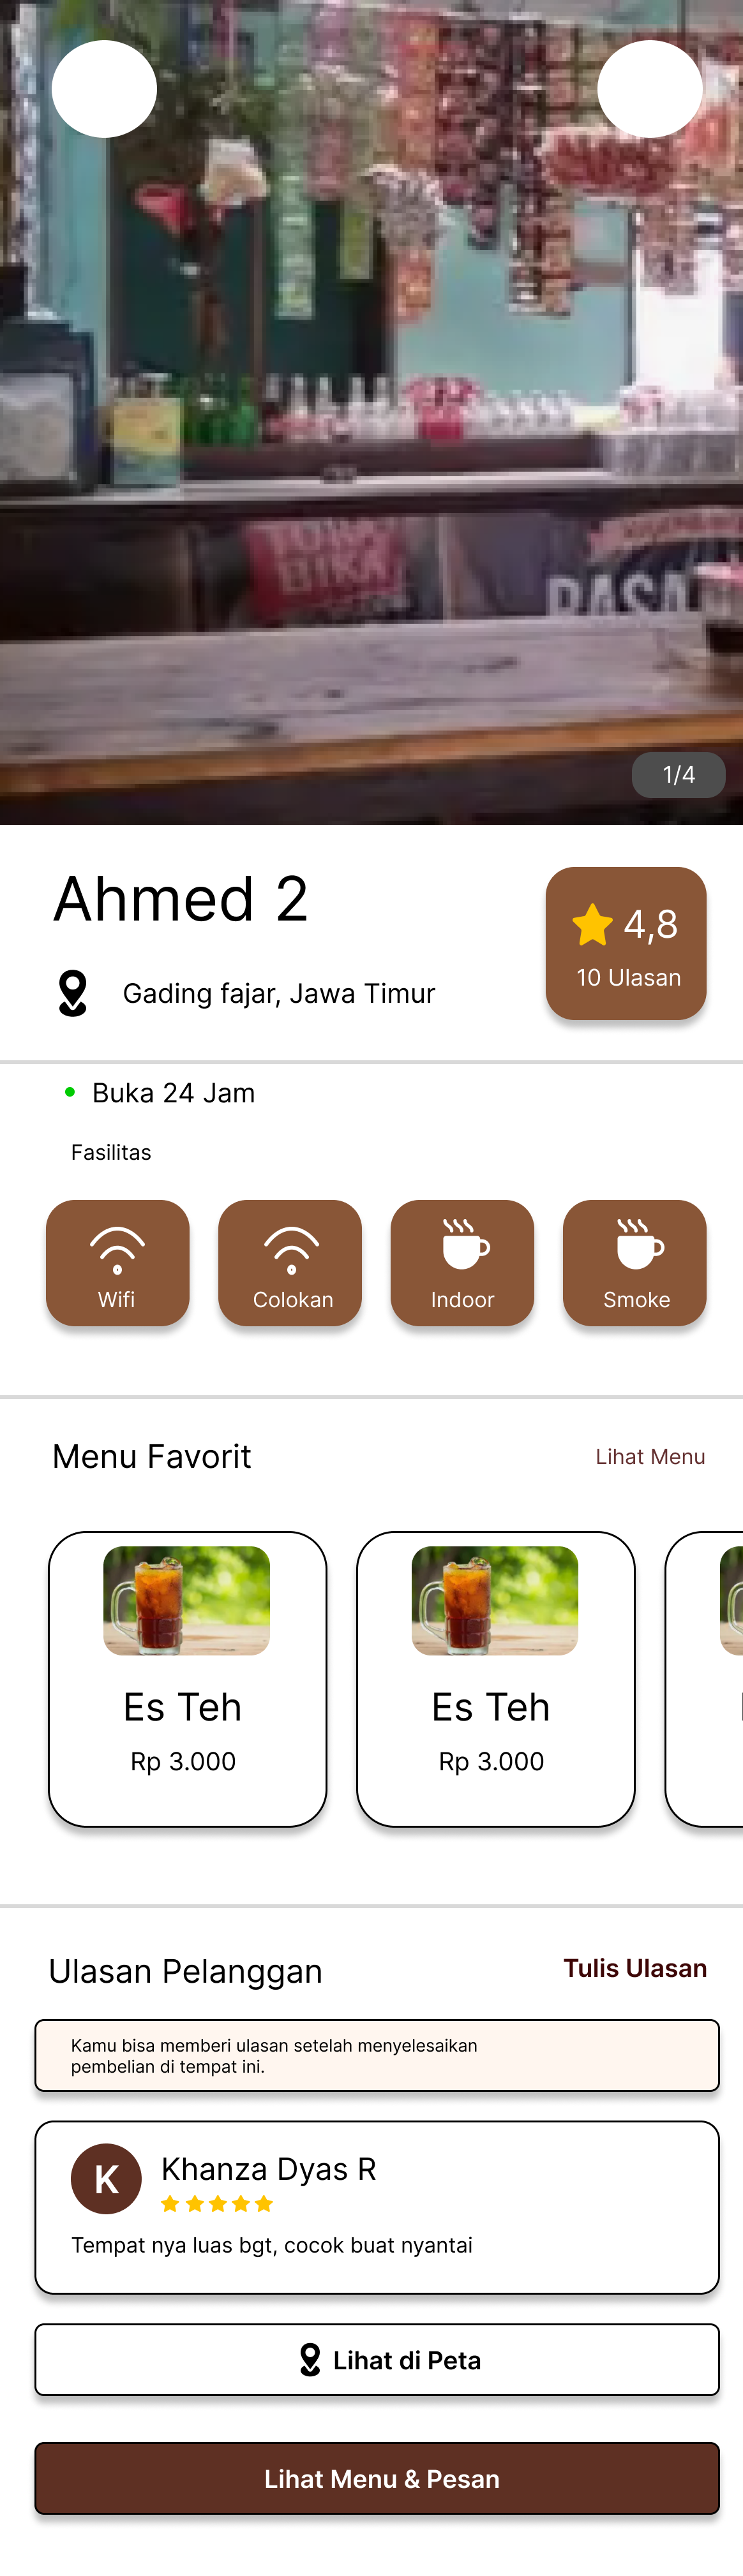 1/4
Ahmed 2
4,8
Gading fajar, Jawa Timur
10 Ulasan
Buka 24 Jam
Fasilitas
Wifi
Colokan
Indoor
Smoke
Menu Favorit
Lihat Menu
Es Teh
Es Teh
Rp 3.000
Rp 3.000
Ulasan Pelanggan
Tulis Ulasan
Kamu bisa memberi ulasan setelah menyelesaikan
pembelian di tempat ini.
K
Khanza Dyas R
Tempat nya luas bgt, cocok buat nyantai
Lihat di Peta
Lihat Menu & Pesan